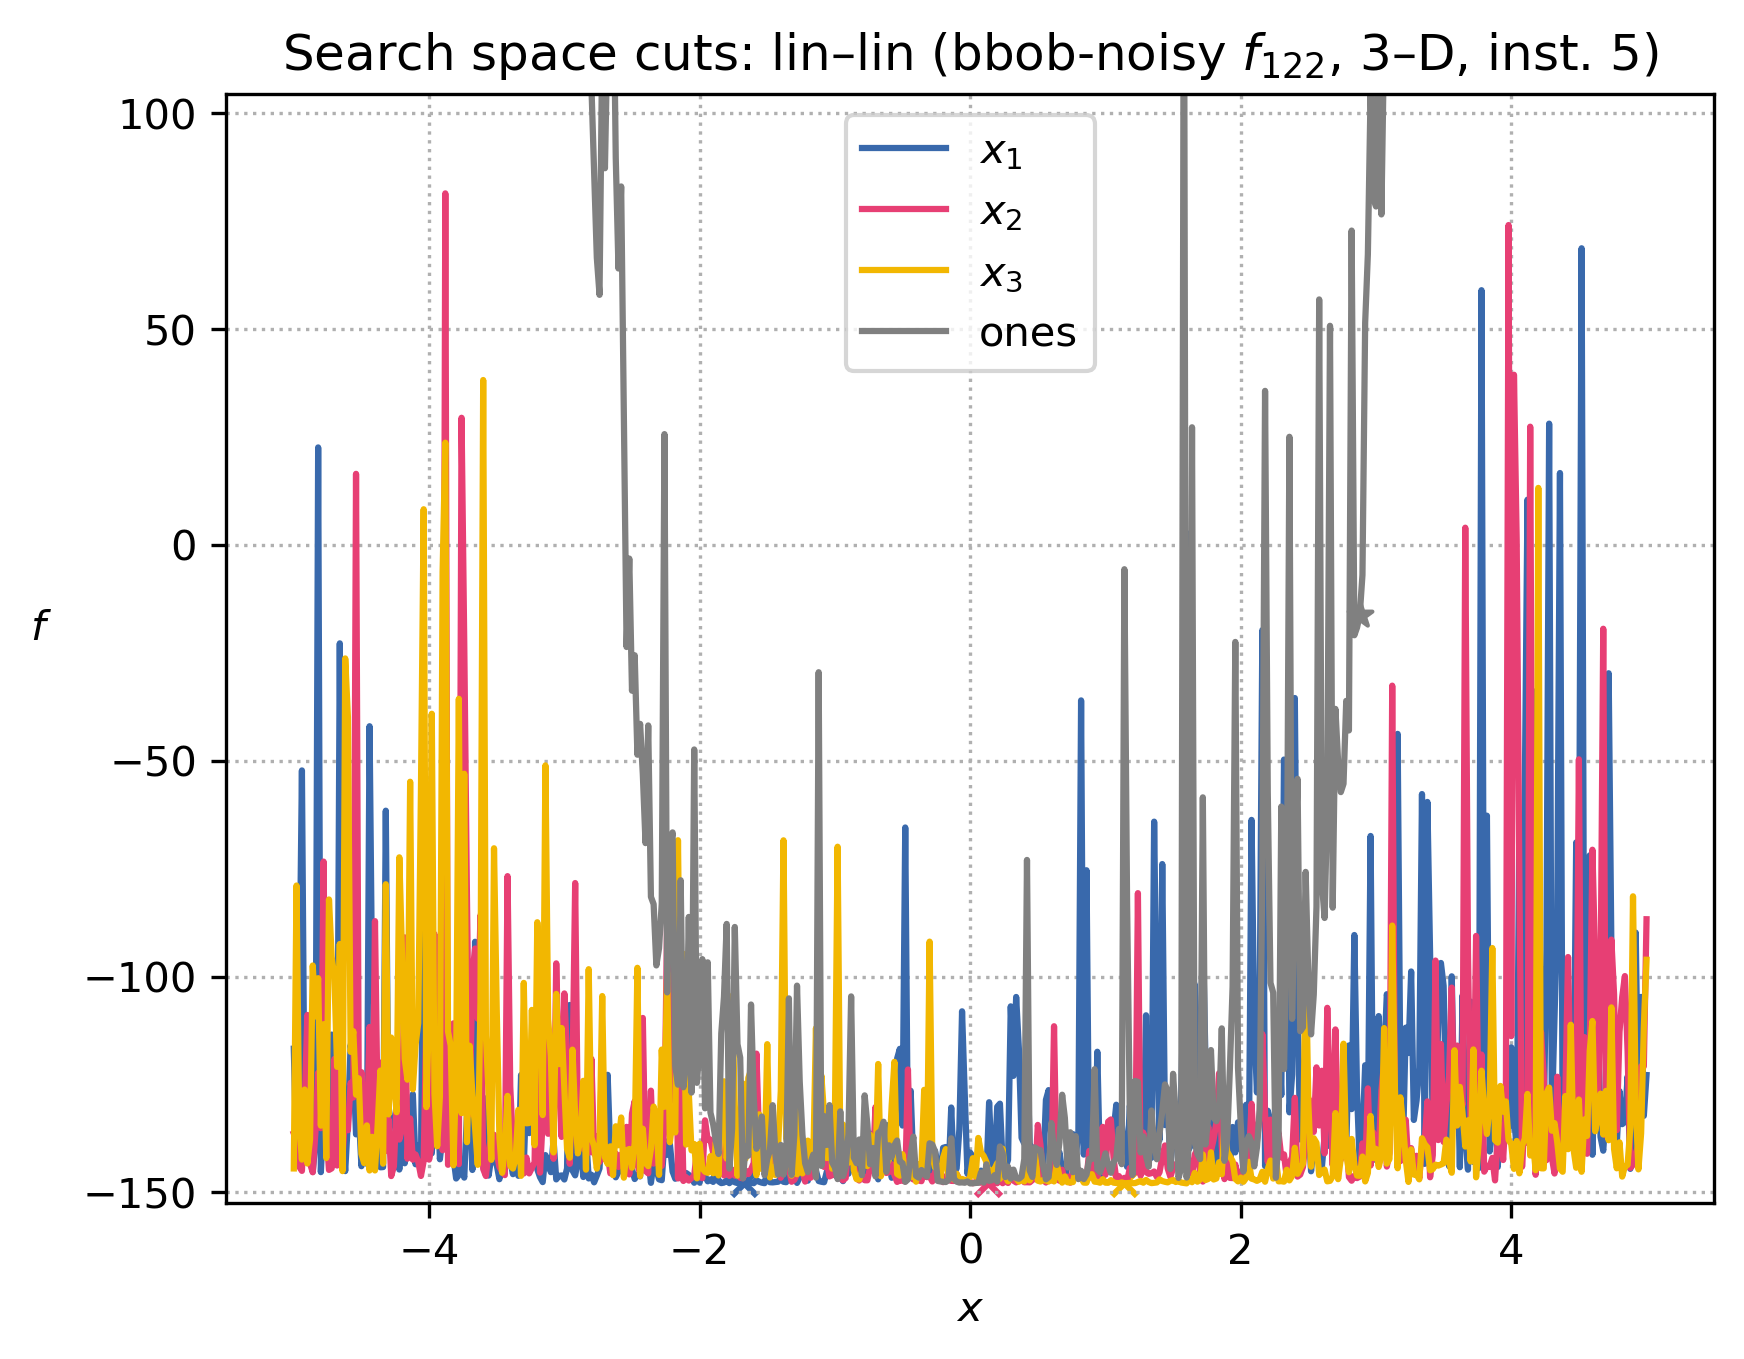 Search space cuts: lin–lin (bbob-noisy f₁₂₂, 3–D, inst. 5)
100
50
0
−50
−100
−150
f
x₁
x₂
x₃
ones
−4
−2
0
2
4
x